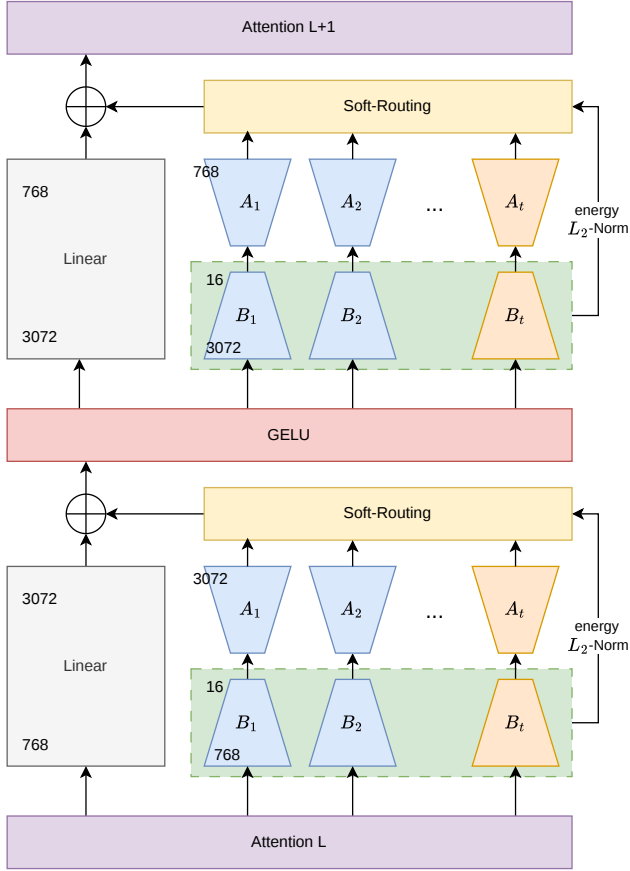 Attention L+1
Soft-Routing
768
768
A₁
A₂
...
Aₜ
energy
L₂-Norm
Linear
16
B₁
B₂
Bₜ
3072
3072
GELU
Soft-Routing
3072
3072
A₁
A₂
...
Aₜ
energy
L₂-Norm
Linear
16
B₁
B₂
Bₜ
768
768
Attention L